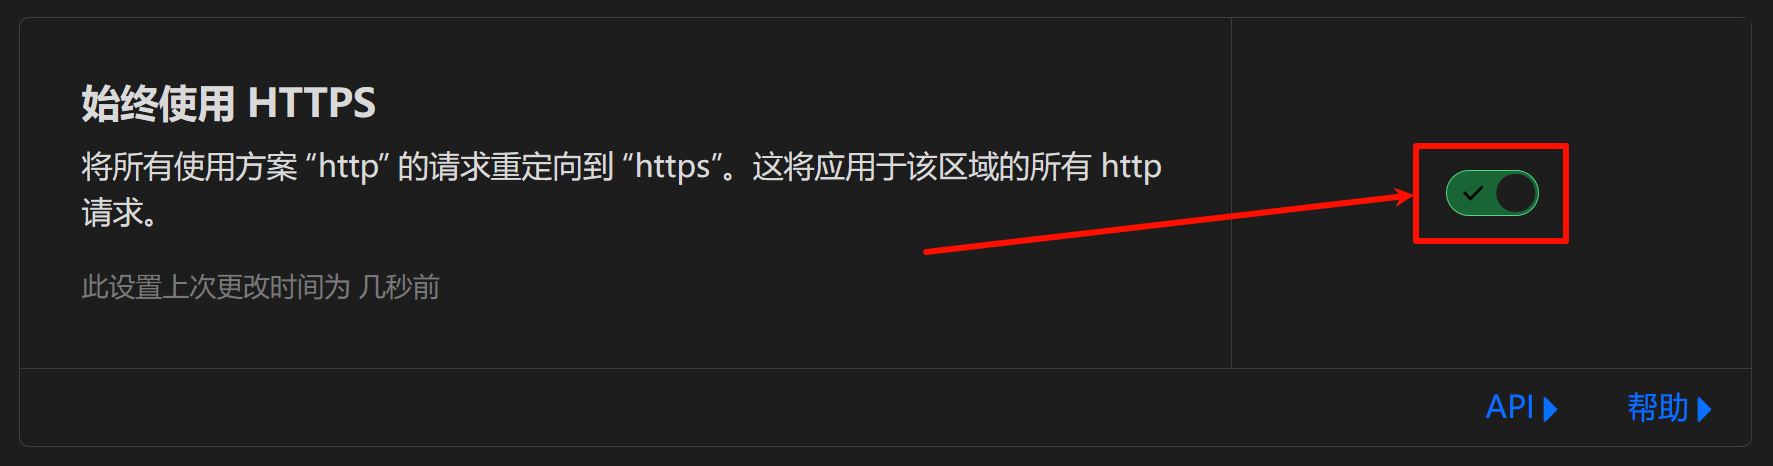 始终使用 HTTPS
将所有使用方案 “http” 的请求重定向到 “https”。这将应用于该区域的所有 http
请求。
此设置上次更改时间为 几秒前
API
帮助